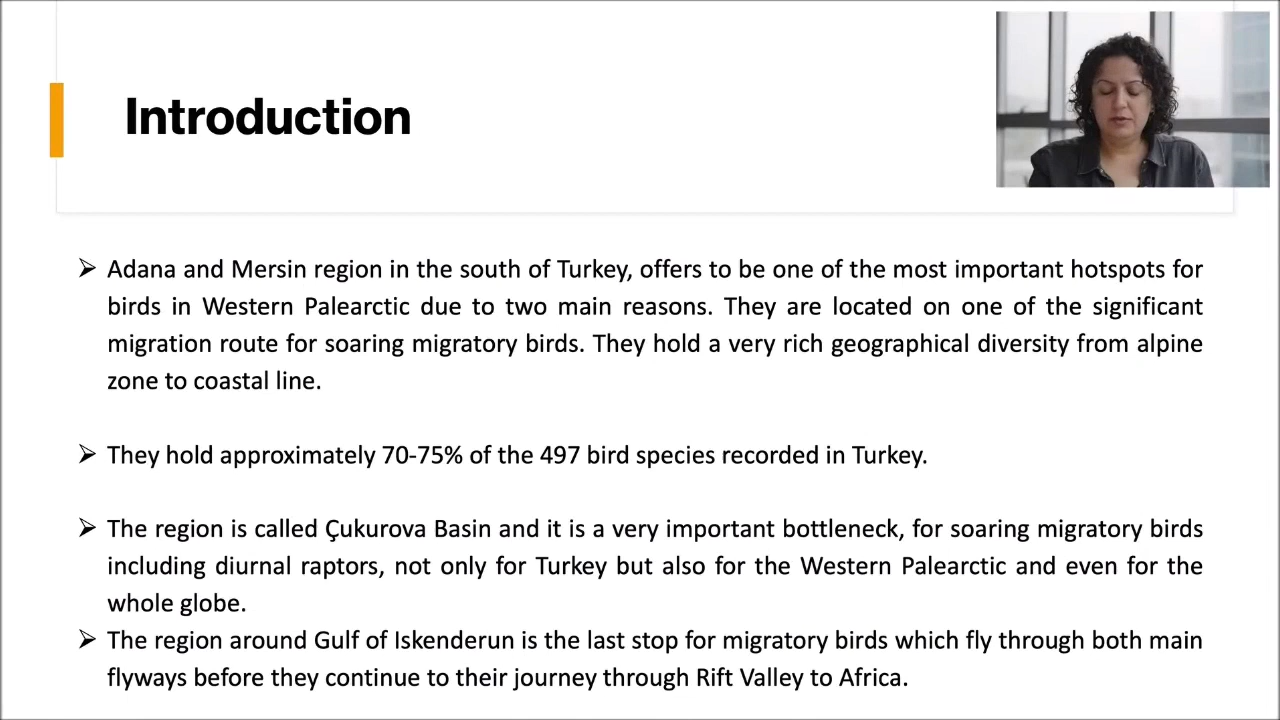 Introduction
➢ Adana and Mersin region in the south of Turkey, offers to be one of the most important hotspots for
birds in Western Palearctic due to two main reasons. They are located on one of the significant
migration route for soaring migratory birds. They hold a very rich geographical diversity from alpine
zone to coastal line.
➢ They hold approximately 70-75% of the 497 bird species recorded in Turkey.
➢ The region is called Çukurova Basin and it is a very important bottleneck, for soaring migratory birds
including diurnal raptors, not only for Turkey but also for the Western Palearctic and even for the
whole globe.
➢ The region around Gulf of Iskenderun is the last stop for migratory birds which fly through both main
flyways before they continue to their journey through Rift Valley to Africa.